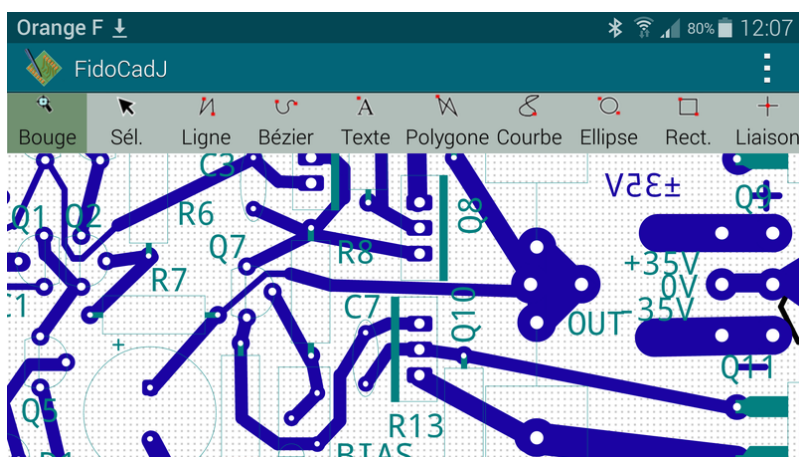 Orange F 80% 12:07
FidoCadJ
Bouge Sél. Ligne Bézier Texte Polygone Courbe Ellipse Rect. Liaison
C3
±35V
Q9
Q1 Q2 R6 Q8
Q7 R8
+35V
R7 0V
C1 C7 Q10 -35V
OUT
+
Q11
Q5
R13
BIAS